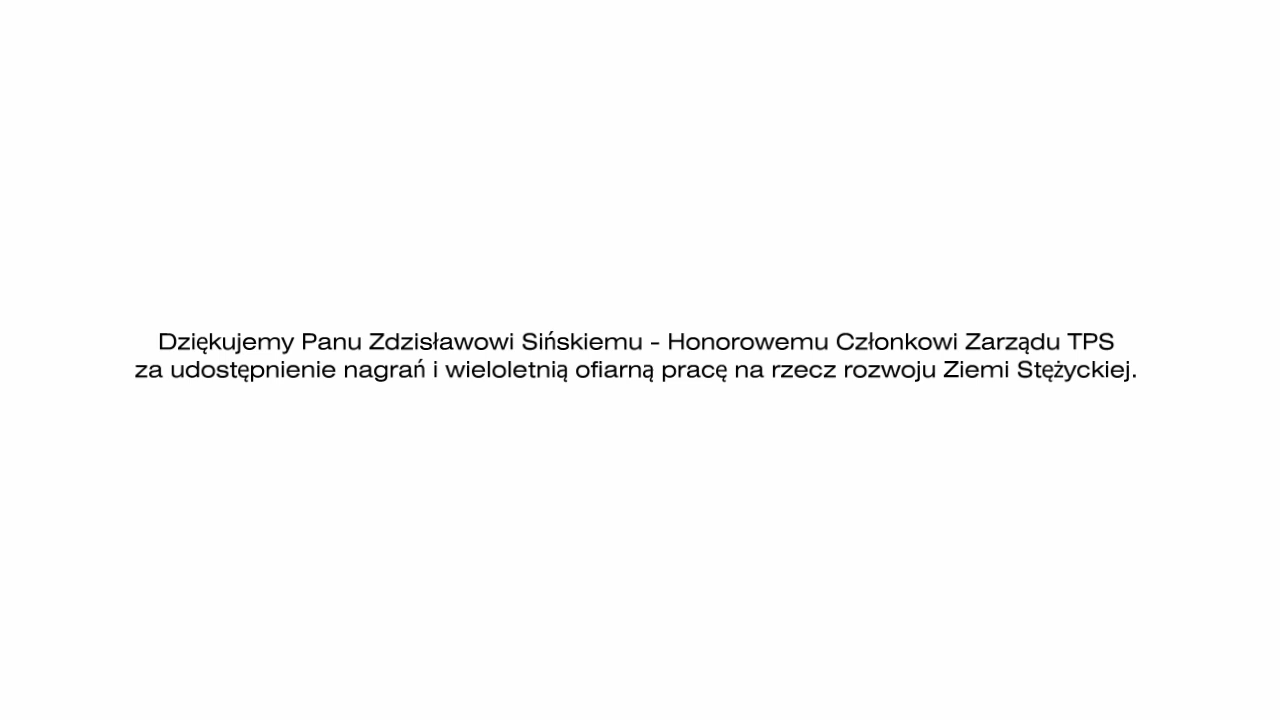 Dziękujemy Panu Zdzisławowi Sińskiemu - Honorowemu Członkowi Zarządu TPS
za udostępnienie nagrań i wieloletnią ofiarną pracę na rzecz rozwoju Ziemi Stężyckiej.